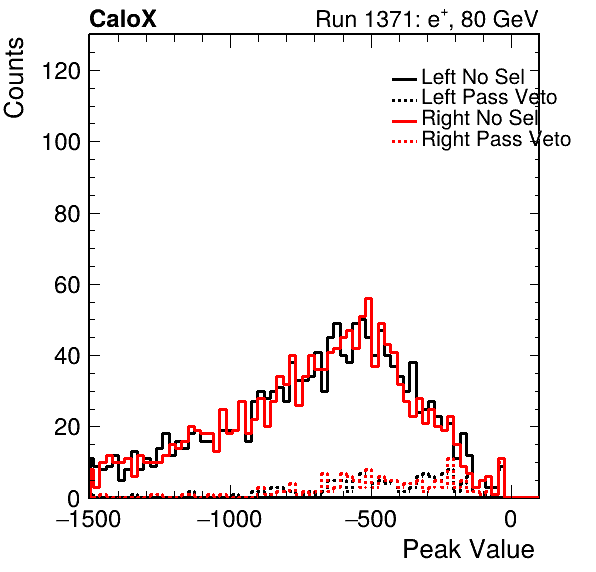 CaloX
Run 1371: e+, 80 GeV
Counts
120
100
80
60
40
20
0
Left No Sel
Left Pass Veto
Right No Sel
Right Pass Veto
−1500
−1000
−500
0
Peak Value